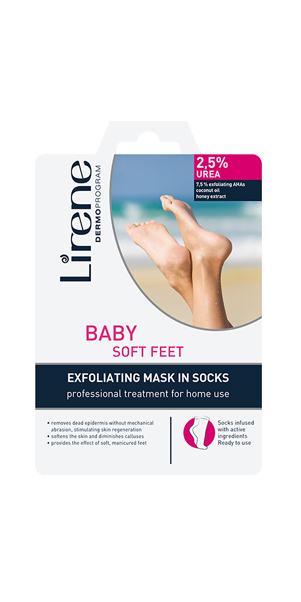 Lirene
DERMOPROGRAM
2,5%
UREA
7,5 % exfoliating AHAs
coconut oil
honey extract
BABY
SOFT FEET
EXFOLIATING MASK IN SOCKS
professional treatment for home use
• removes dead epidermis without mechanical
abrasion, stimulating skin regeneration
• softens the skin and diminishes calluses
• provides the effect of soft, manicured feet
Socks infused
with active
ingredients
Ready to use